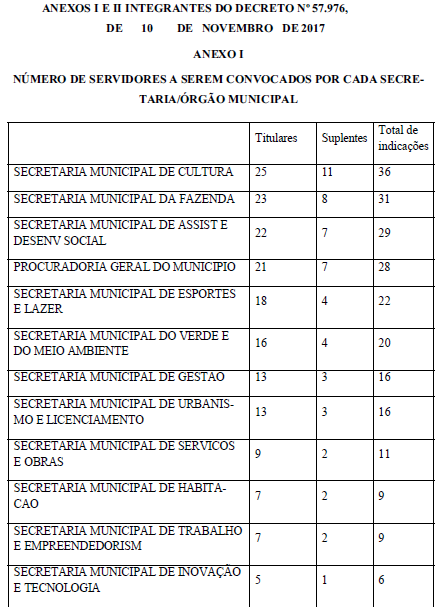 ANEXOS I E II INTEGRANTES DO DECRETO Nº 57.976,
DE 10 DE NOVEMBRO DE 2017
ANEXO I
NÚMERO DE SERVIDORES A SEREM CONVOCADOS POR CADA SECRE-
TARIA/ÓRGÃO MUNICIPAL
Titulares Suplentes Total de
indicações
SECRETARIA MUNICIPAL DE CULTURA 25 11 36
SECRETARIA MUNICIPAL DA FAZENDA 23 8 31
SECRETARIA MUNICIPAL DE ASSIST E
DESENV SOCIAL 22 7 29
PROCURADORIA GERAL DO MUNICIPIO 21 7 28
SECRETARIA MUNICIPAL DE ESPORTES
E LAZER 18 4 22
SECRETARIA MUNICIPAL DO VERDE E
DO MEIO AMBIENTE 16 4 20
SECRETARIA MUNICIPAL DE GESTAO 13 3 16
SECRETARIA MUNICIPAL DE URBANIS-
MO E LICENCIAMENTO 13 3 16
SECRETARIA MUNICIPAL DE SERVICOS
E OBRAS 9 2 11
SECRETARIA MUNICIPAL DE HABITA-
CAO 7 2 9
SECRETARIA MUNICIPAL DE TRABALHO
E EMPREENDEDORISM 7 2 9
SECRETARIA MUNICIPAL DE INOVAÇÃO
E TECNOLOGIA 5 1 6